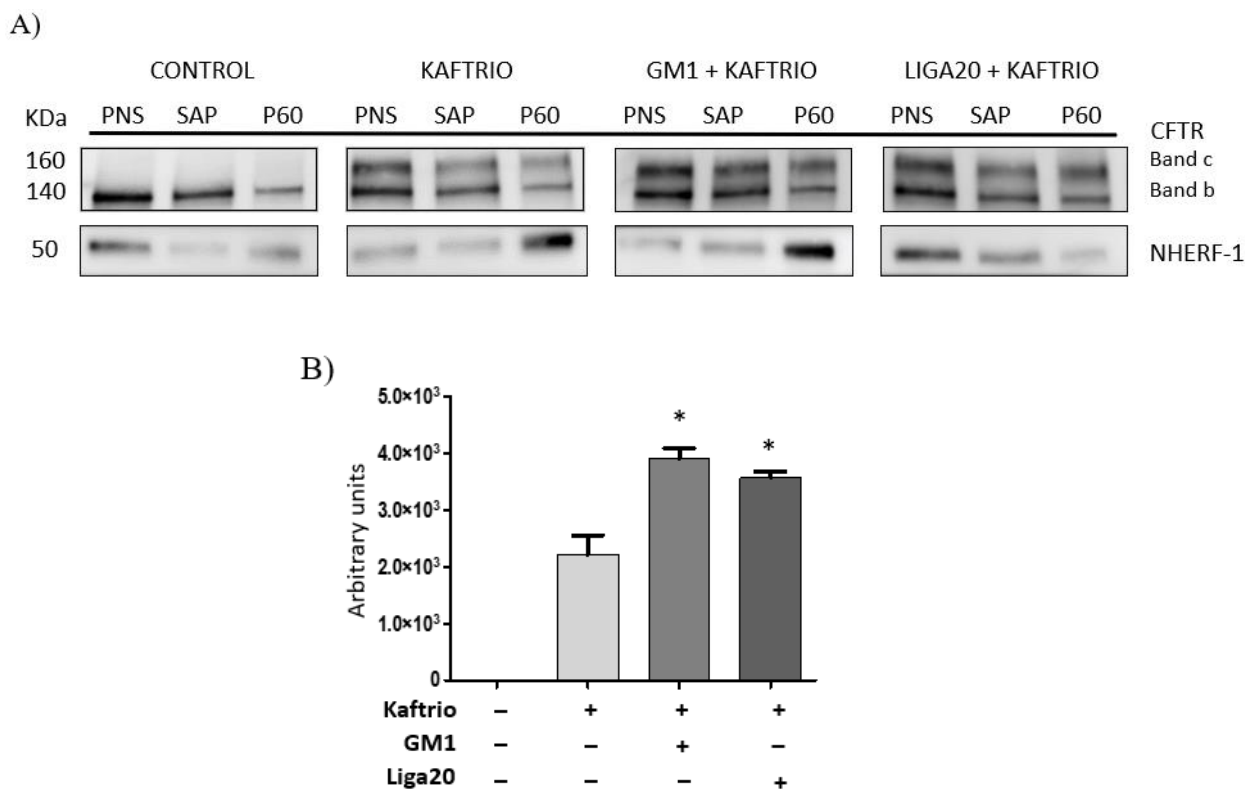 A)
CONTROL KAFTRIO GM1 + KAFTRIO LIGA20 + KAFTRIO
KDa PNS SAP P60 PNS SAP P60 PNS SAP P60 PNS SAP P60
CFTR
160 Band c
140 Band b
50 NHERF-1
B)
Arbitrary units
5.0×10³
4.0×10³
3.0×10³
2.0×10³
1.0×10³
0
* *
Kaftrio – + + +
GM1 – – + –
Liga20 – – – +